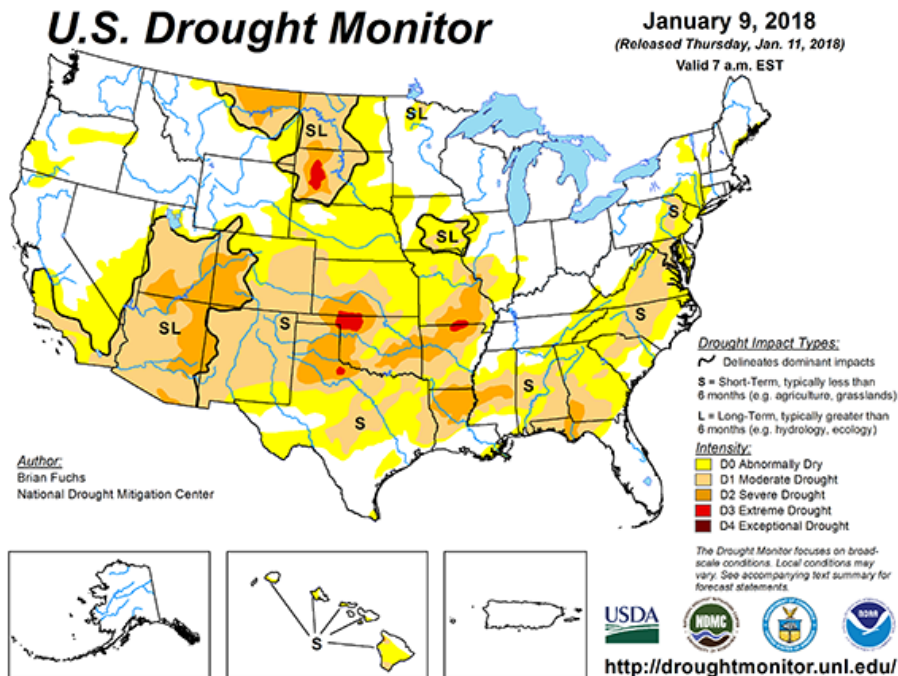 U.S. Drought Monitor
January 9, 2018
(Released Thursday, Jan. 11, 2018)
Valid 7 a.m. EST
SL
SL
S
SL
SL
S
S
S
S
Drought Impact Types:
Delineates dominant impacts
S = Short-Term, typically less than
6 months (e.g. agriculture, grasslands)
L = Long-Term, typically greater than
6 months (e.g. hydrology, ecology)
Intensity:
D0 Abnormally Dry
D1 Moderate Drought
D2 Severe Drought
D3 Extreme Drought
D4 Exceptional Drought
Author:
Brian Fuchs
National Drought Mitigation Center
The Drought Monitor focuses on broad-
scale conditions. Local conditions may
vary. See accompanying text summary for
forecast statements.
S
USDA
NDMC
NOAA
http://droughtmonitor.unl.edu/